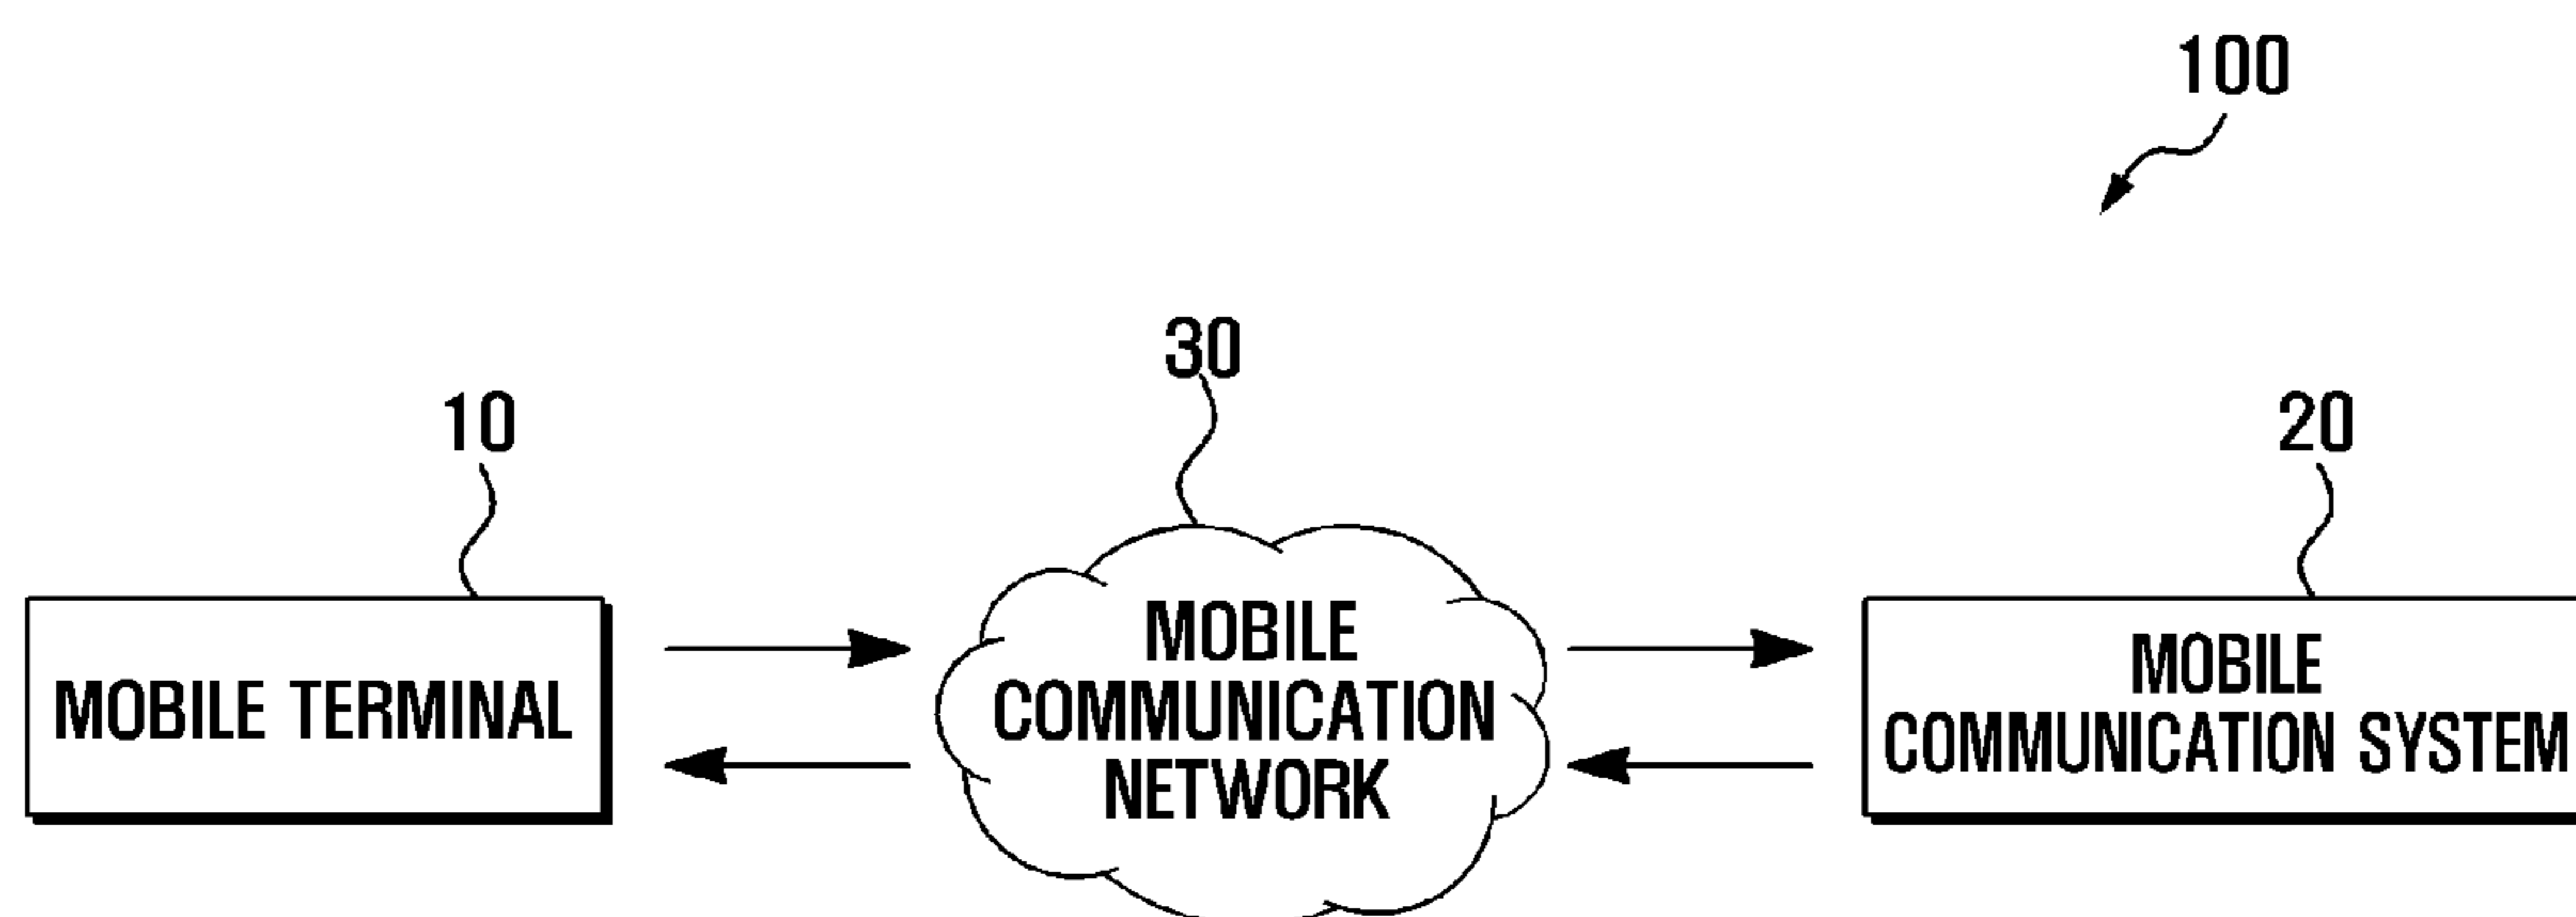 100
30
10
20
MOBILE TERMINAL
MOBILE
COMMUNICATION
NETWORK
MOBILE
COMMUNICATION SYSTEM